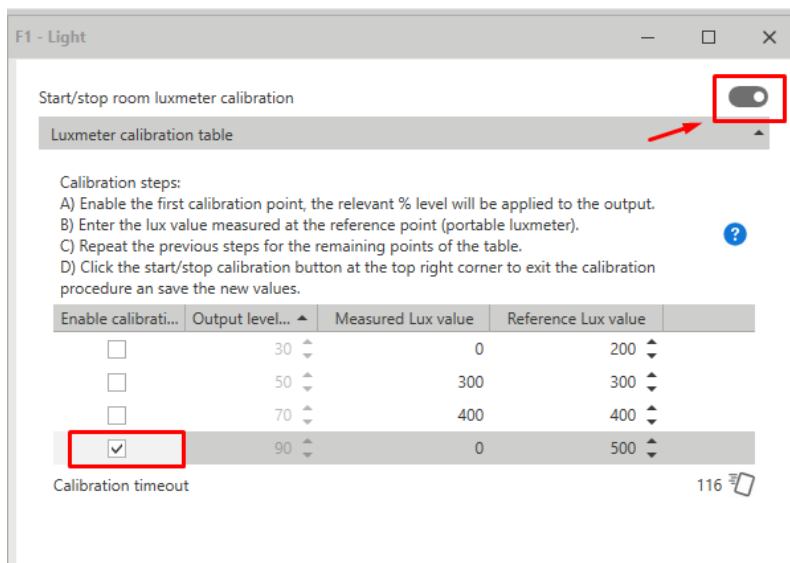 F1 - Light
Start/stop room luxmeter calibration
Luxmeter calibration table
Calibration steps:
A) Enable the first calibration point, the relevant % level will be applied to the output.
B) Enter the lux value measured at the reference point (portable luxmeter).
C) Repeat the previous steps for the remaining points of the table.
D) Click the start/stop calibration button at the top right corner to exit the calibration
procedure an save the new values.
?
Enable calibrati... Output level... Measured Lux value Reference Lux value
30 0 200
50 300 300
70 400 400
90 0 500
Calibration timeout 116